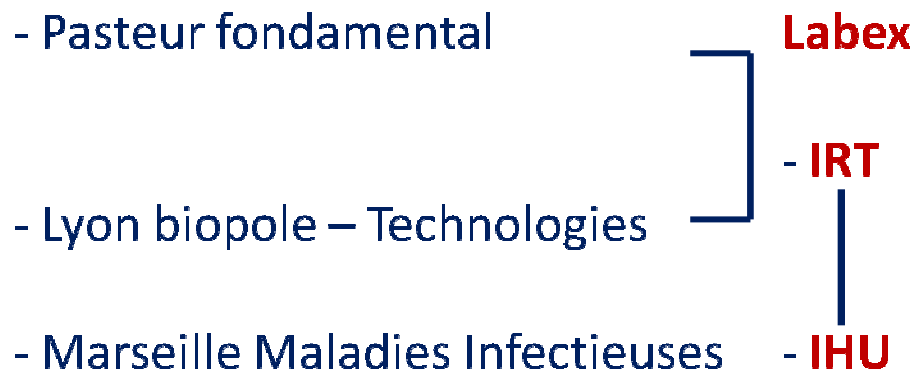 - Pasteur fondamental Labex
- IRT
- Lyon biopole – Technologies
- Marseille Maladies Infectieuses - IHU